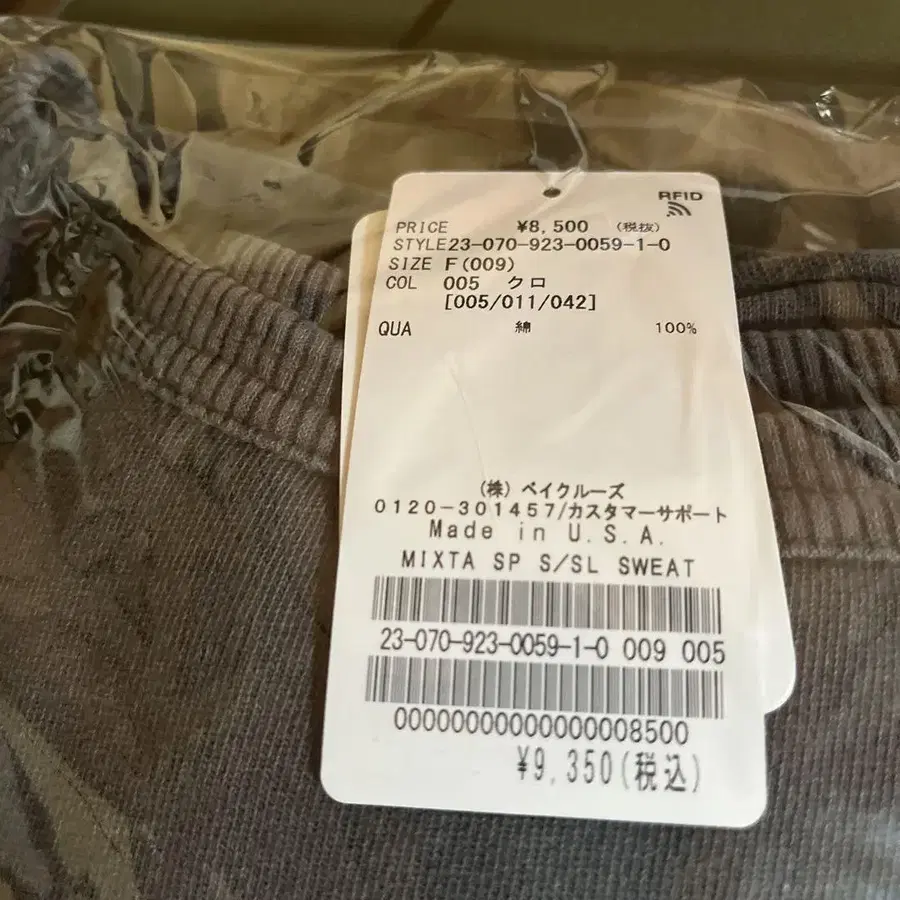 RFID
PRICE ¥8,500 (税抜)
STYLE23-070-923-0059-1-0
SIZE F(009)
COL 005 クロ
[005/011/042]
QUA 綿 100%
(株) ベイクルーズ
0120-301457/カスタマーサポート
Made in U.S.A.
MIXTA SP S/SL SWEAT
23-070-923-0059-1-0 009 005
00000000000000008500
¥9,350(税込)